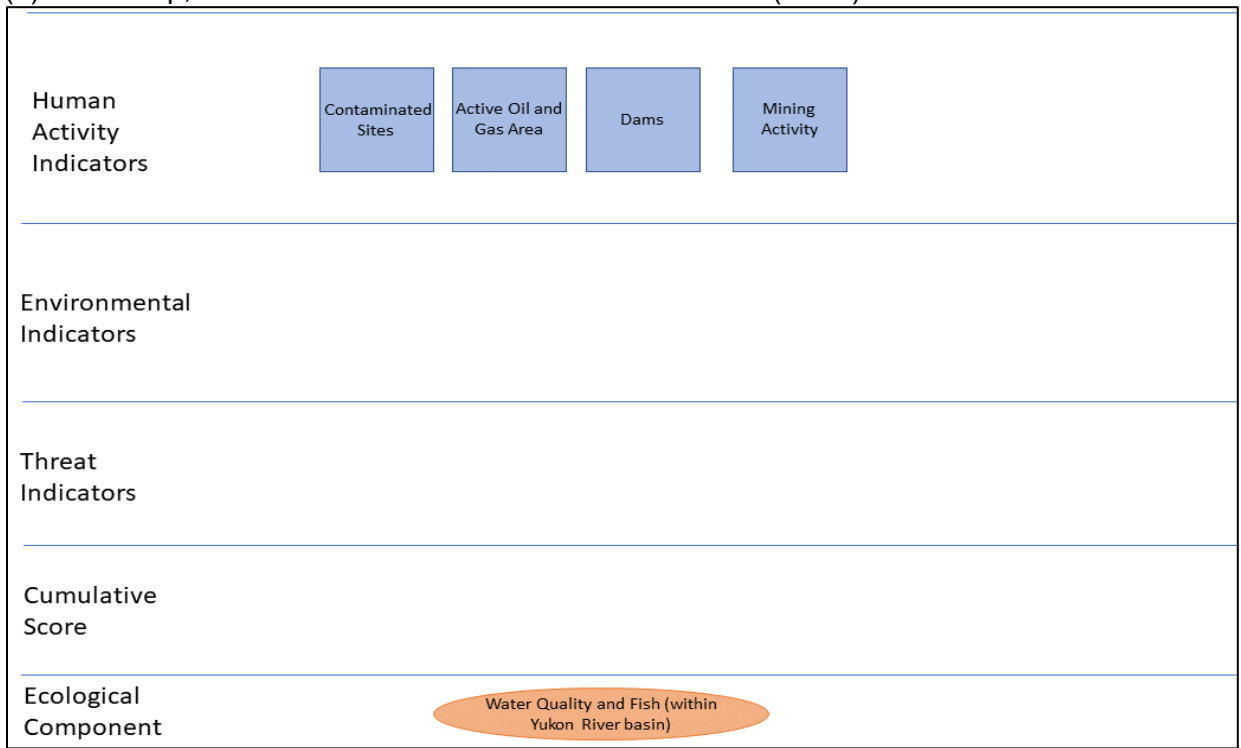 Human
Activity
Indicators
Contaminated
Sites
Active Oil and
Gas Area
Dams
Mining
Activity
Environmental
Indicators
Threat
Indicators
Cumulative
Score
Ecological
Component
Water Quality and Fish (within
Yukon River basin)